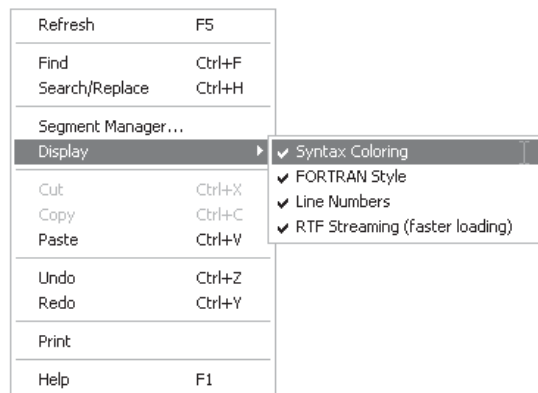 Refresh F5
Find Ctrl+F
Search/Replace Ctrl+H
Segment Manager...
Display
Syntax Coloring
FORTRAN Style
Line Numbers
RTF Streaming (faster loading)
Cut Ctrl+X
Copy Ctrl+C
Paste Ctrl+V
Undo Ctrl+Z
Redo Ctrl+Y
Print
Help F1